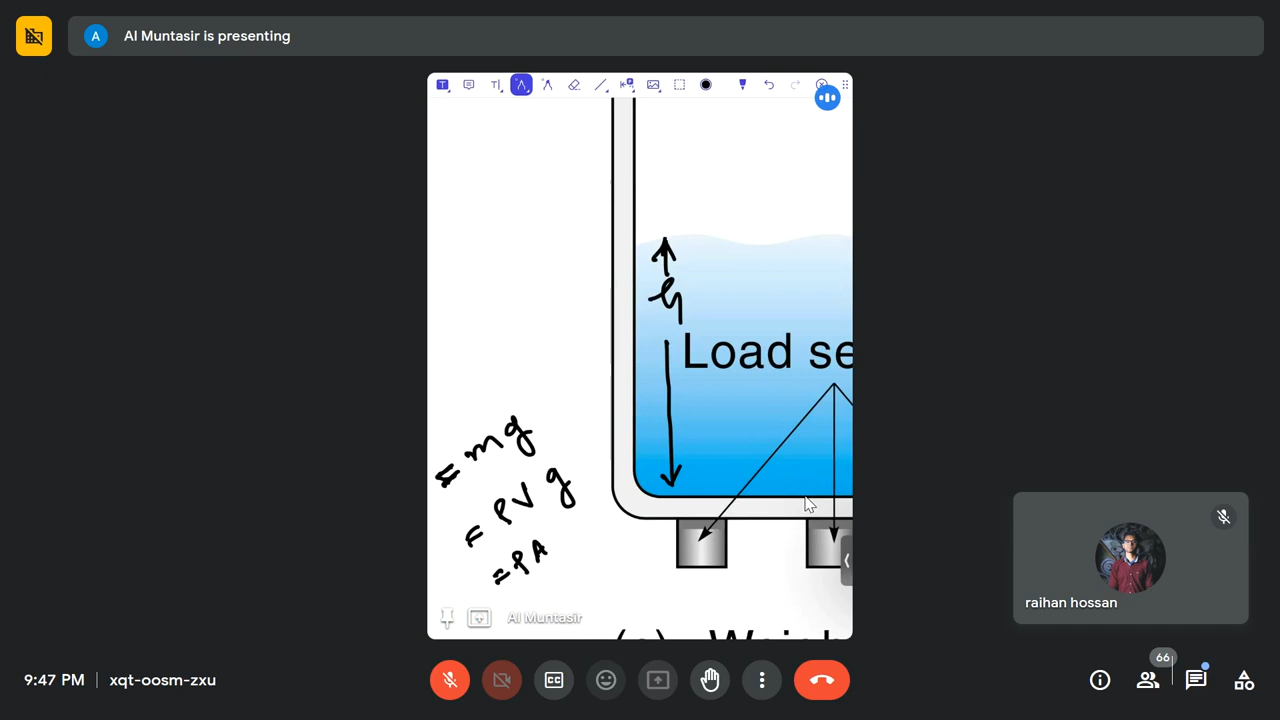 A Al Muntasir is presenting
T T|
h
Load se
= mg
= ρVg
= ρA
Al Muntasir
raihan hossan
66
9:47 PM | xqt-oosm-zxu
CC